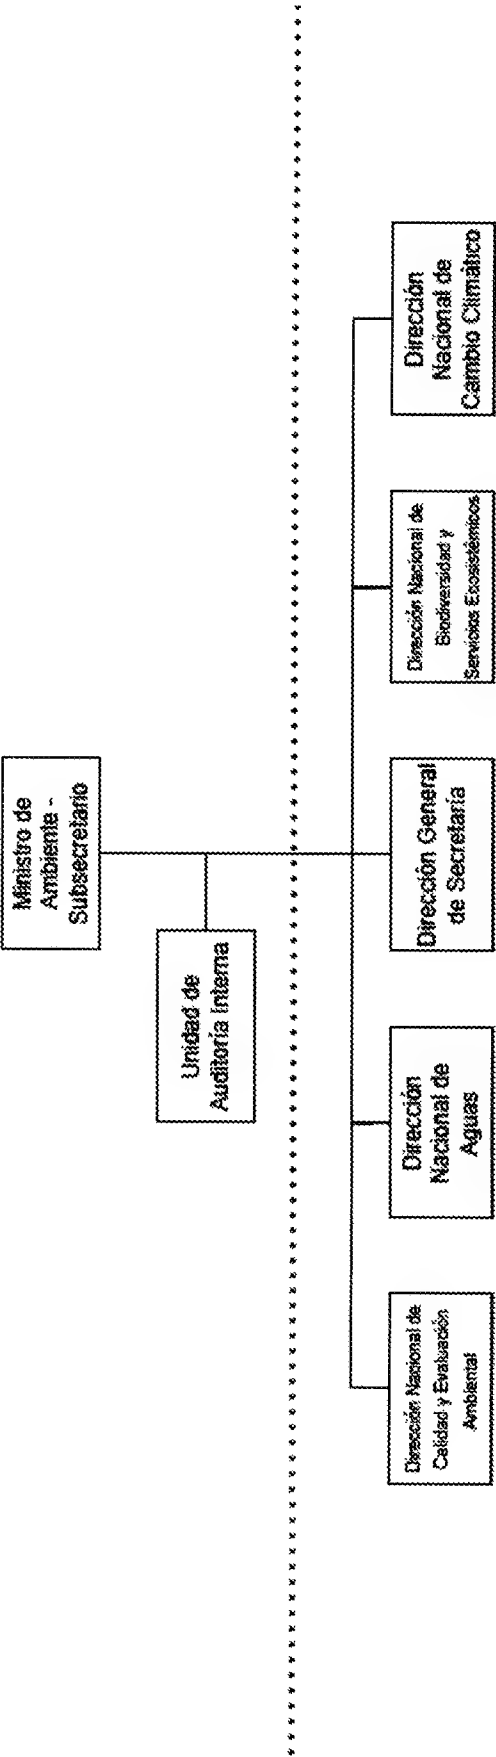 Ministro de
Ambiente -
Subsecretario
Unidad de
Auditoría Interna
Dirección Nacional de
Calidad y Evaluación
Ambiental
Dirección
Nacional de
Aguas
Dirección General
de Secretaría
Dirección Nacional de
Biodiversidad y
Servicios Ecosistémicos
Dirección
Nacional de
Cambio Climático